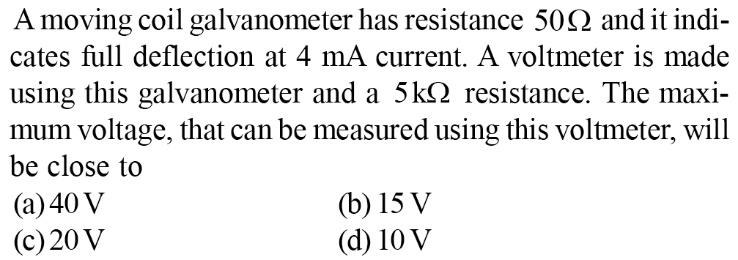 A moving coil galvanometer has resistance 50Ω and it indi-
cates full deflection at 4 mA current. A voltmeter is made
using this galvanometer and a 5kΩ resistance. The maxi-
mum voltage, that can be measured using this voltmeter, will
be close to
(a) 40 V (b) 15 V
(c) 20 V (d) 10 V